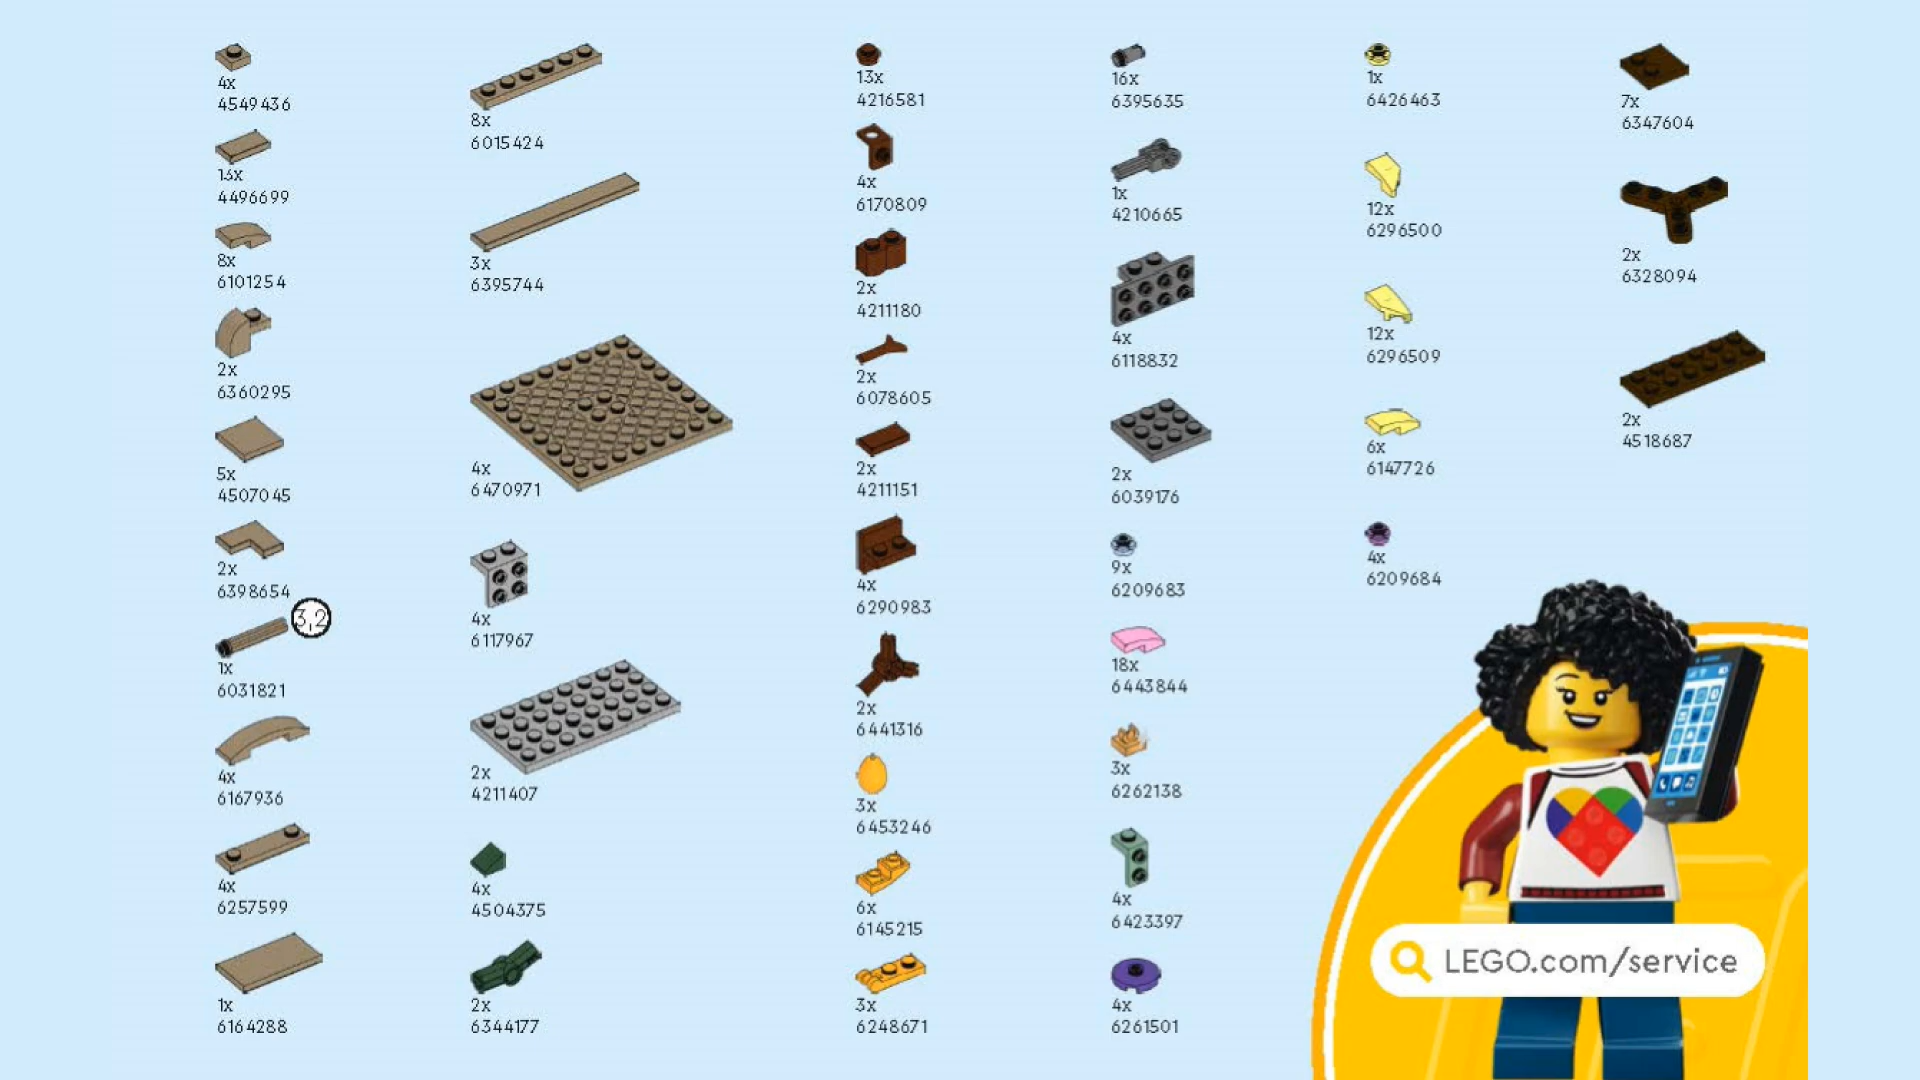 4x
4549436
13x
4496699
8x
6101254
2x
6360295
5x
4507045
2x
6398654
3,2
1x
6031821
4x
6167936
4x
6257599
1x
6164288
8x
6015424
3x
6395744
4x
6470971
4x
6117967
2x
4211407
4x
4504375
2x
6344177
13x
4216581
4x
6170809
2x
4211180
2x
6078605
2x
4211151
4x
6290983
2x
6441316
3x
6453246
6x
6145215
3x
6248671
16x
6395635
1x
4210665
4x
6118832
2x
6039176
9x
6209683
18x
6443844
3x
6262138
4x
6423397
4x
6261501
1x
6426463
12x
6296500
12x
6296509
6x
6147726
4x
6209684
7x
6347604
2x
6328094
2x
4518687
LEGO.com/service